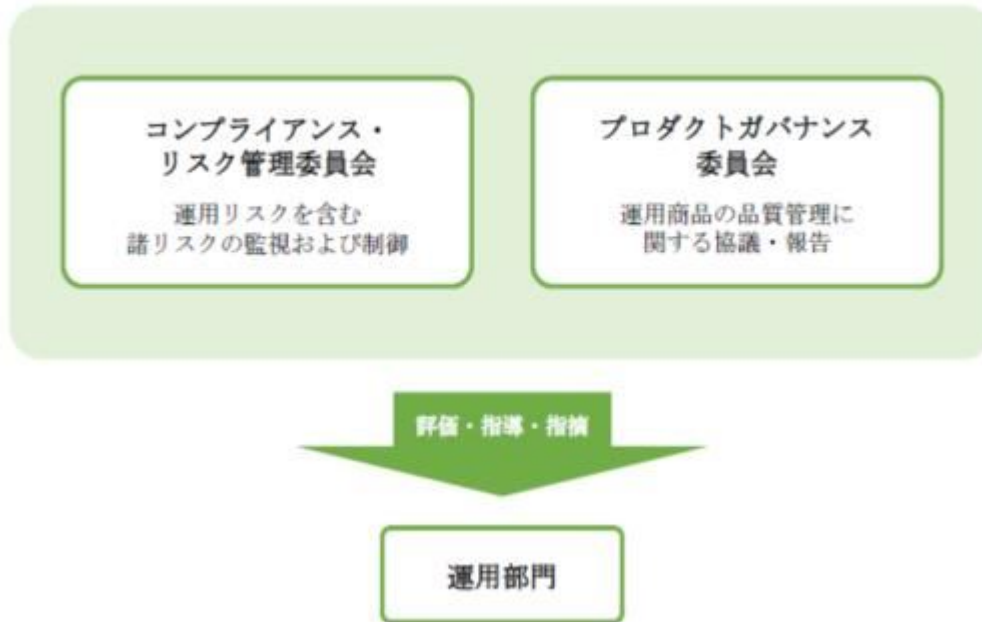 コンプライアンス・
リスク管理委員会
運用リスクを含む
諸リスクの監視および制御
プロダクトガバナンス
委員会
運用商品の品質管理に
関する協議・報告
評価・指導・指摘
運用部門